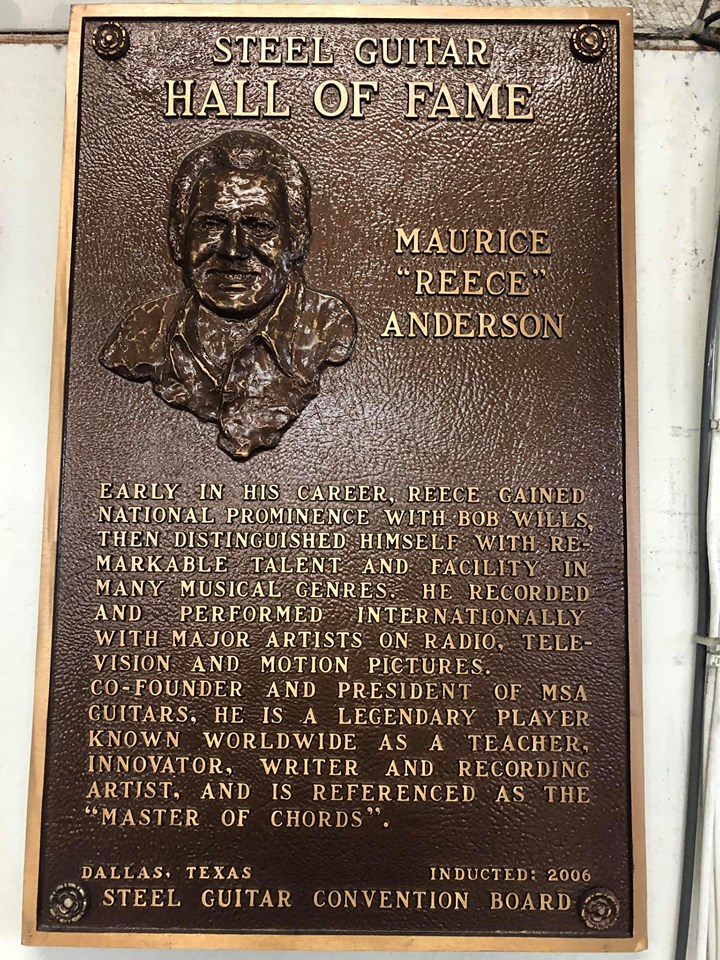 STEEL GUITAR
HALL OF FAME
MAURICE
"REECE"
ANDERSON
EARLY IN HIS CAREER, REECE GAINED
NATIONAL PROMINENCE WITH BOB WILLS,
THEN DISTINGUISHED HIMSELF WITH RE-
MARKABLE TALENT AND FACILITY IN
MANY MUSICAL GENRES. HE RECORDED
AND PERFORMED INTERNATIONALLY
WITH MAJOR ARTISTS ON RADIO, TELE-
VISION AND MOTION PICTURES.
CO-FOUNDER AND PRESIDENT OF MSA
GUITARS, HE IS A LEGENDARY PLAYER
KNOWN WORLDWIDE AS A TEACHER,
INNOVATOR, WRITER AND RECORDING
ARTIST, AND IS REFERENCED AS THE
"MASTER OF CHORDS".
DALLAS, TEXAS INDUCTED: 2006
STEEL GUITAR CONVENTION BOARD